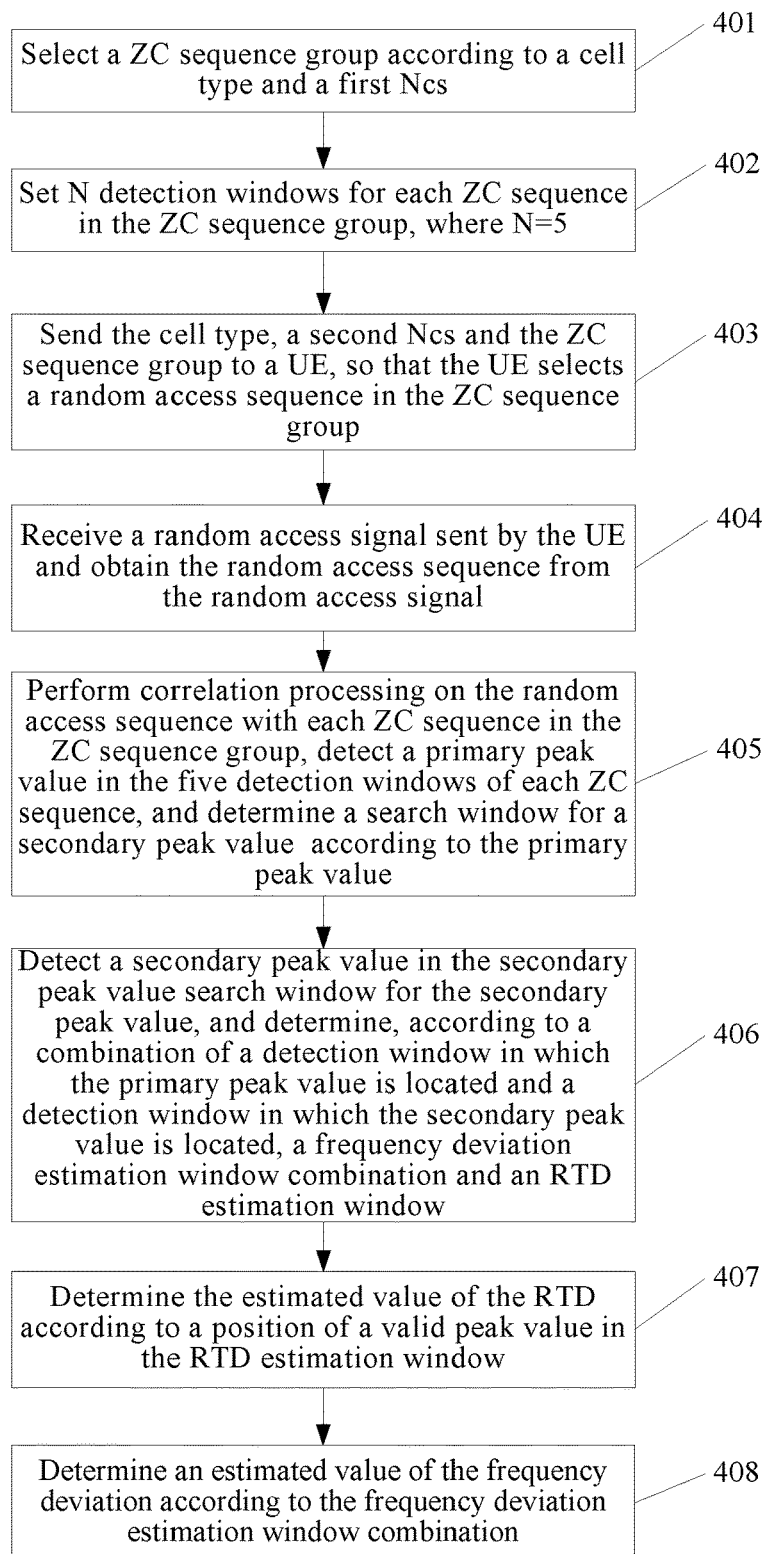 401
Select a ZC sequence group according to a cell
type and a first Ncs
402
Set N detection windows for each ZC sequence
in the ZC sequence group, where N=5
403
Send the cell type, a second Ncs and the ZC
sequence group to a UE, so that the UE selects
a random access sequence in the ZC sequence
group
404
Receive a random access signal sent by the UE
and obtain the random access sequence from
the random access signal
405
Perform correlation processing on the random
access sequence with each ZC sequence in the
ZC sequence group, detect a primary peak
value in the five detection windows of each ZC
sequence, and determine a search window for a
secondary peak value according to the primary
peak value
406
Detect a secondary peak value in the secondary
peak value search window for the secondary
peak value, and determine, according to a
combination of a detection window in which
the primary peak value is located and a
detection window in which the secondary peak
value is located, a frequency deviation
estimation window combination and an RTD
estimation window
407
Determine the estimated value of the RTD
according to a position of a valid peak value in
the RTD estimation window
408
Determine an estimated value of the frequency
deviation according to the frequency deviation
estimation window combination